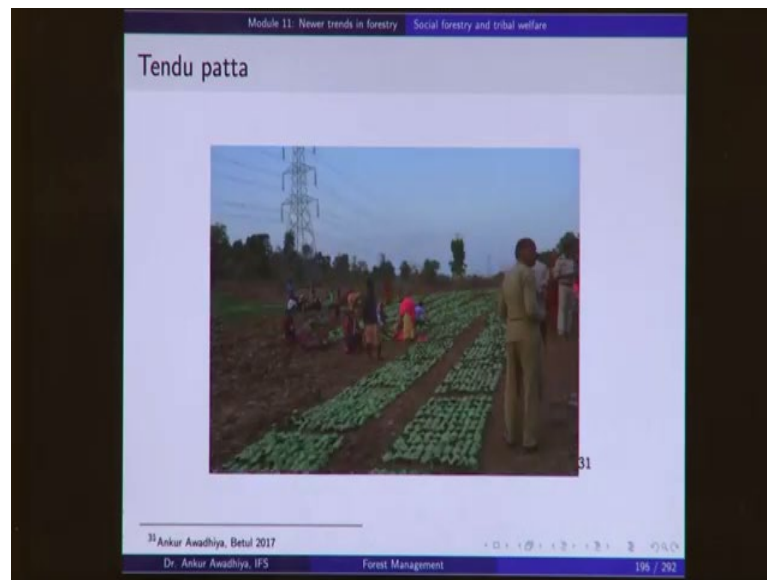 Module 11: Newer trends in forestry Social forestry and tribal welfare
Tendu patta
31
31 Ankur Awadhiya, Betul 2017
Dr. Ankur Awadhiya, IFS Forest Management 196 / 292